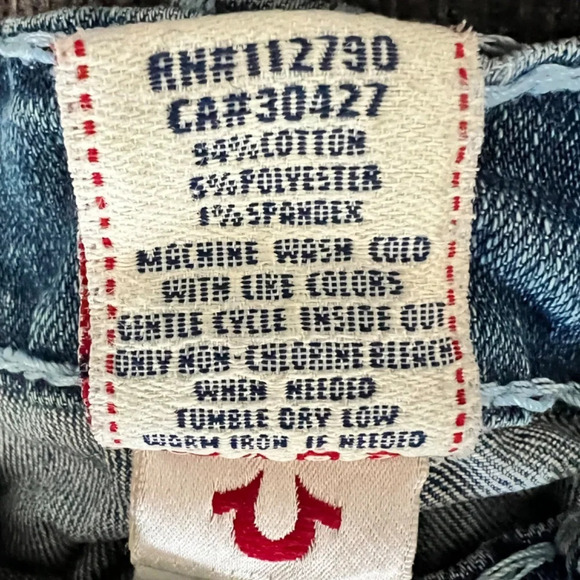 RN#112790
CA#30427
94%COTTON
5%POLYESTER
1%SPANDEX
MACHINE WASH COLD
WITH LIKE COLORS
GENTLE CYCLE INSIDE OUT
ONLY NON-CHLORINE BLEACH
WHEN NEEDED
TUMBLE DRY LOW
WARM IRON IF NEEDED